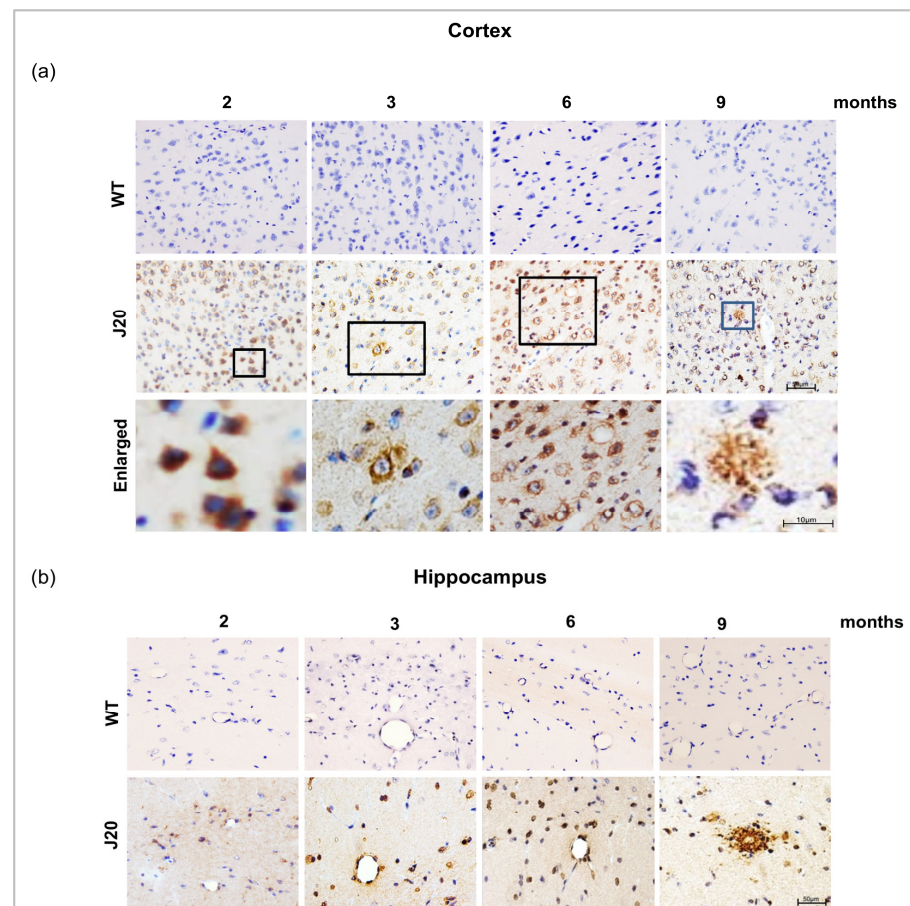 Cortex
(a)
2 3 6 9 months
WT
J20
Enlarged
10µm
(b)
Hippocampus
2 3 6 9 months
WT
J20
50µm